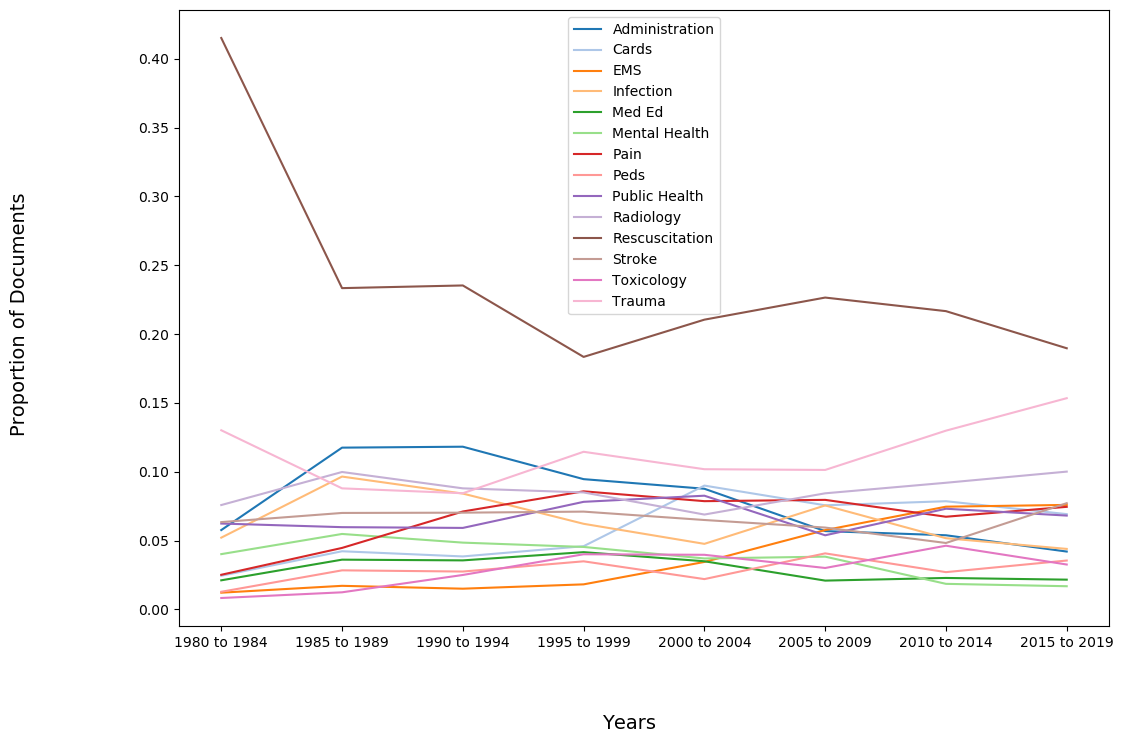 Proportion of Documents
0.40
0.35
0.30
0.25
0.20
0.15
0.10
0.05
0.00
Administration
Cards
EMS
Infection
Med Ed
Mental Health
Pain
Peds
Public Health
Radiology
Rescuscitation
Stroke
Toxicology
Trauma
1980 to 1984 1985 to 1989 1990 to 1994 1995 to 1999 2000 to 2004 2005 to 2009 2010 to 2014 2015 to 2019
Years